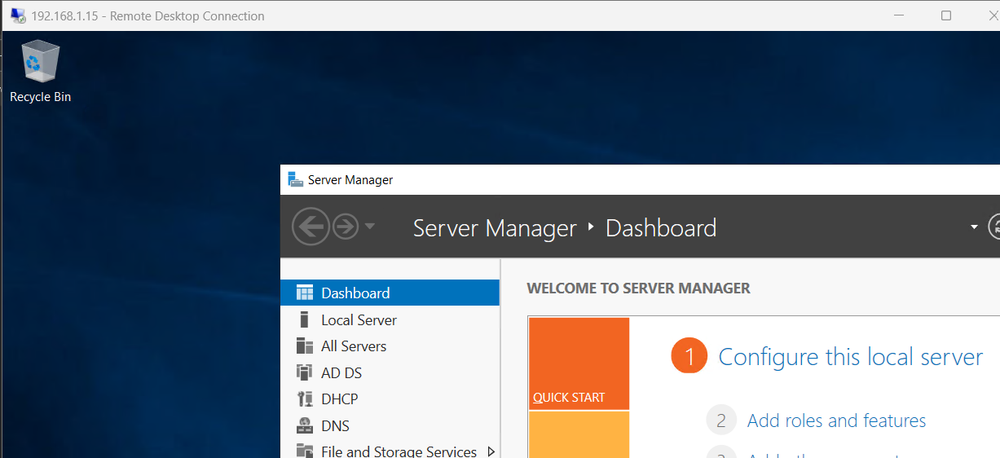 192.168.1.15 - Remote Desktop Connection
Recycle Bin
Server Manager
Server Manager ‣ Dashboard
Dashboard
Local Server
All Servers
AD DS
DHCP
DNS
File and Storage Services
WELCOME TO SERVER MANAGER
QUICK START
1 Configure this local server
2 Add roles and features